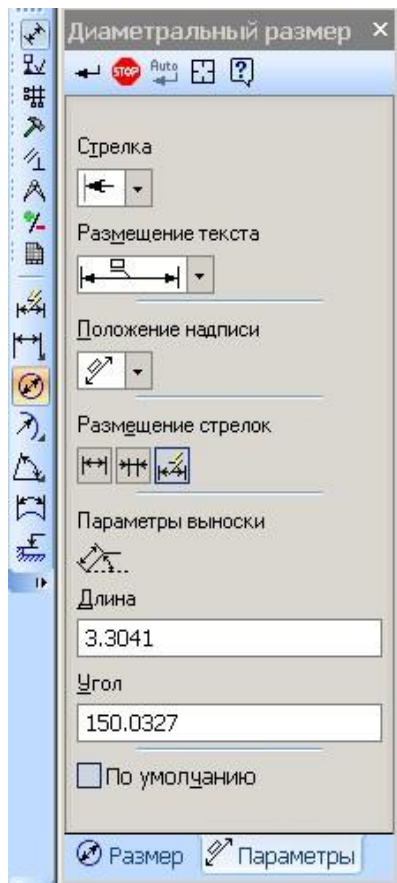 Диаметральный размер
STOP Auto
Стрелка
Размещение текста
Положение надписи
Размещение стрелок
Параметры выноски
Длина
3.3041
Угол
150.0327
По умолчанию
Размер Параметры